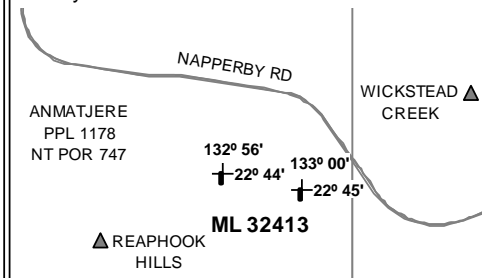 NAPPERBY RD
WICKSTEAD
CREEK
ANMATJERE
PPL 1178
NT POR 747
132º 56'
22º 44'
133º 00'
22º 45'
ML 32413
REAPHOOK
HILLS